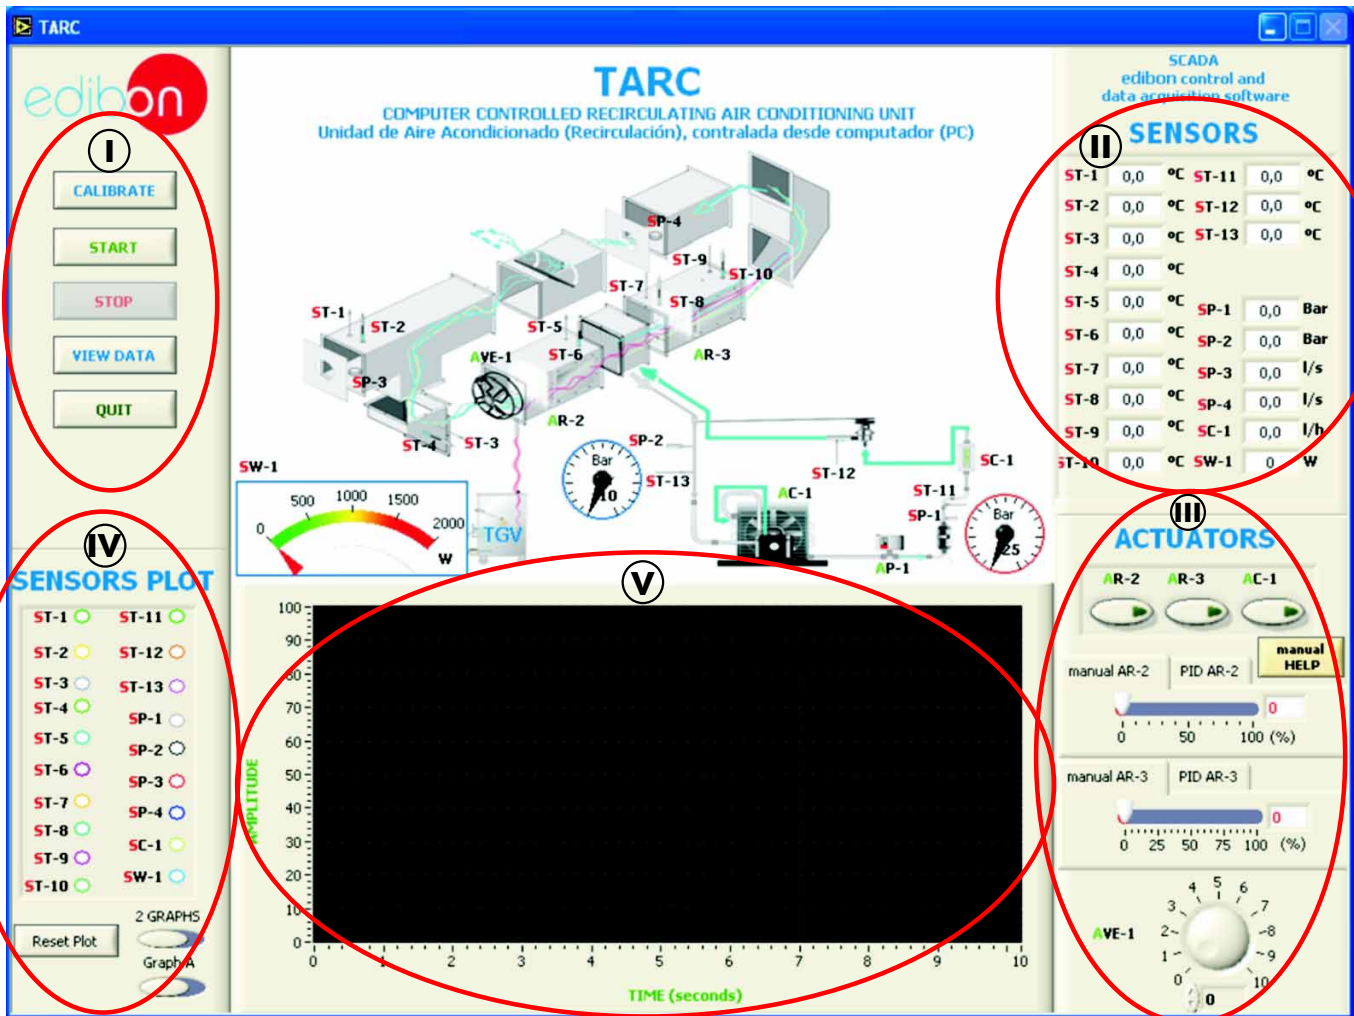 TARC
edibon
I
CALIBRATE
START
STOP
VIEW DATA
QUIT
TARC
COMPUTER CONTROLLED RECIRCULATING AIR CONDITIONING UNIT
Unidad de Aire Acondicionado (Recirculación), contralada desde computador (PC)
SP-4
ST-9
ST-10
ST-7
ST-8
ST-1
ST-2
ST-5
ST-6
AVE-1
AR-3
SP-3
AR-2
ST-4
ST-3
SP-2
ST-13
ST-12
SC-1
ST-11
SP-1
AC-1
AP-1
TGV
Bar
10
Bar
25
SW-1
0
500
1000
1500
2000
W
SCADA
edibon control and
data acquisition software
II
SENSORS
ST-1 0,0 ºC ST-11 0,0 ºC
ST-2 0,0 ºC ST-12 0,0 ºC
ST-3 0,0 ºC ST-13 0,0 ºC
ST-4 0,0 ºC
ST-5 0,0 ºC SP-1 0,0 Bar
ST-6 0,0 ºC SP-2 0,0 Bar
ST-7 0,0 ºC SP-3 0,0 l/s
ST-8 0,0 ºC SP-4 0,0 l/s
ST-9 0,0 ºC SC-1 0,0 l/h
ST-10 0,0 ºC SW-1 0 W
III
ACTUATORS
AR-2 AR-3 AC-1
manual
HELP
manual AR-2 PID AR-2
0
0 50 100 (%)
manual AR-3 PID AR-3
0
0 25 50 75 100 (%)
AVE-1
0 1 2 3 4 5 6 7 8 9 10
0
IV
SENSORS PLOT
ST-1 ST-11
ST-2 ST-12
ST-3 ST-13
ST-4 SP-1
ST-5 SP-2
ST-6 SP-3
ST-7 SP-4
ST-8 SC-1
ST-9 SW-1
ST-10
2 GRAPHS
Reset Plot
Graph A
V
AMPLITUDE
100
90
80
70
60
50
40
30
20
10
0
0 1 2 3 4 5 6 7 8 9 10
TIME (seconds)